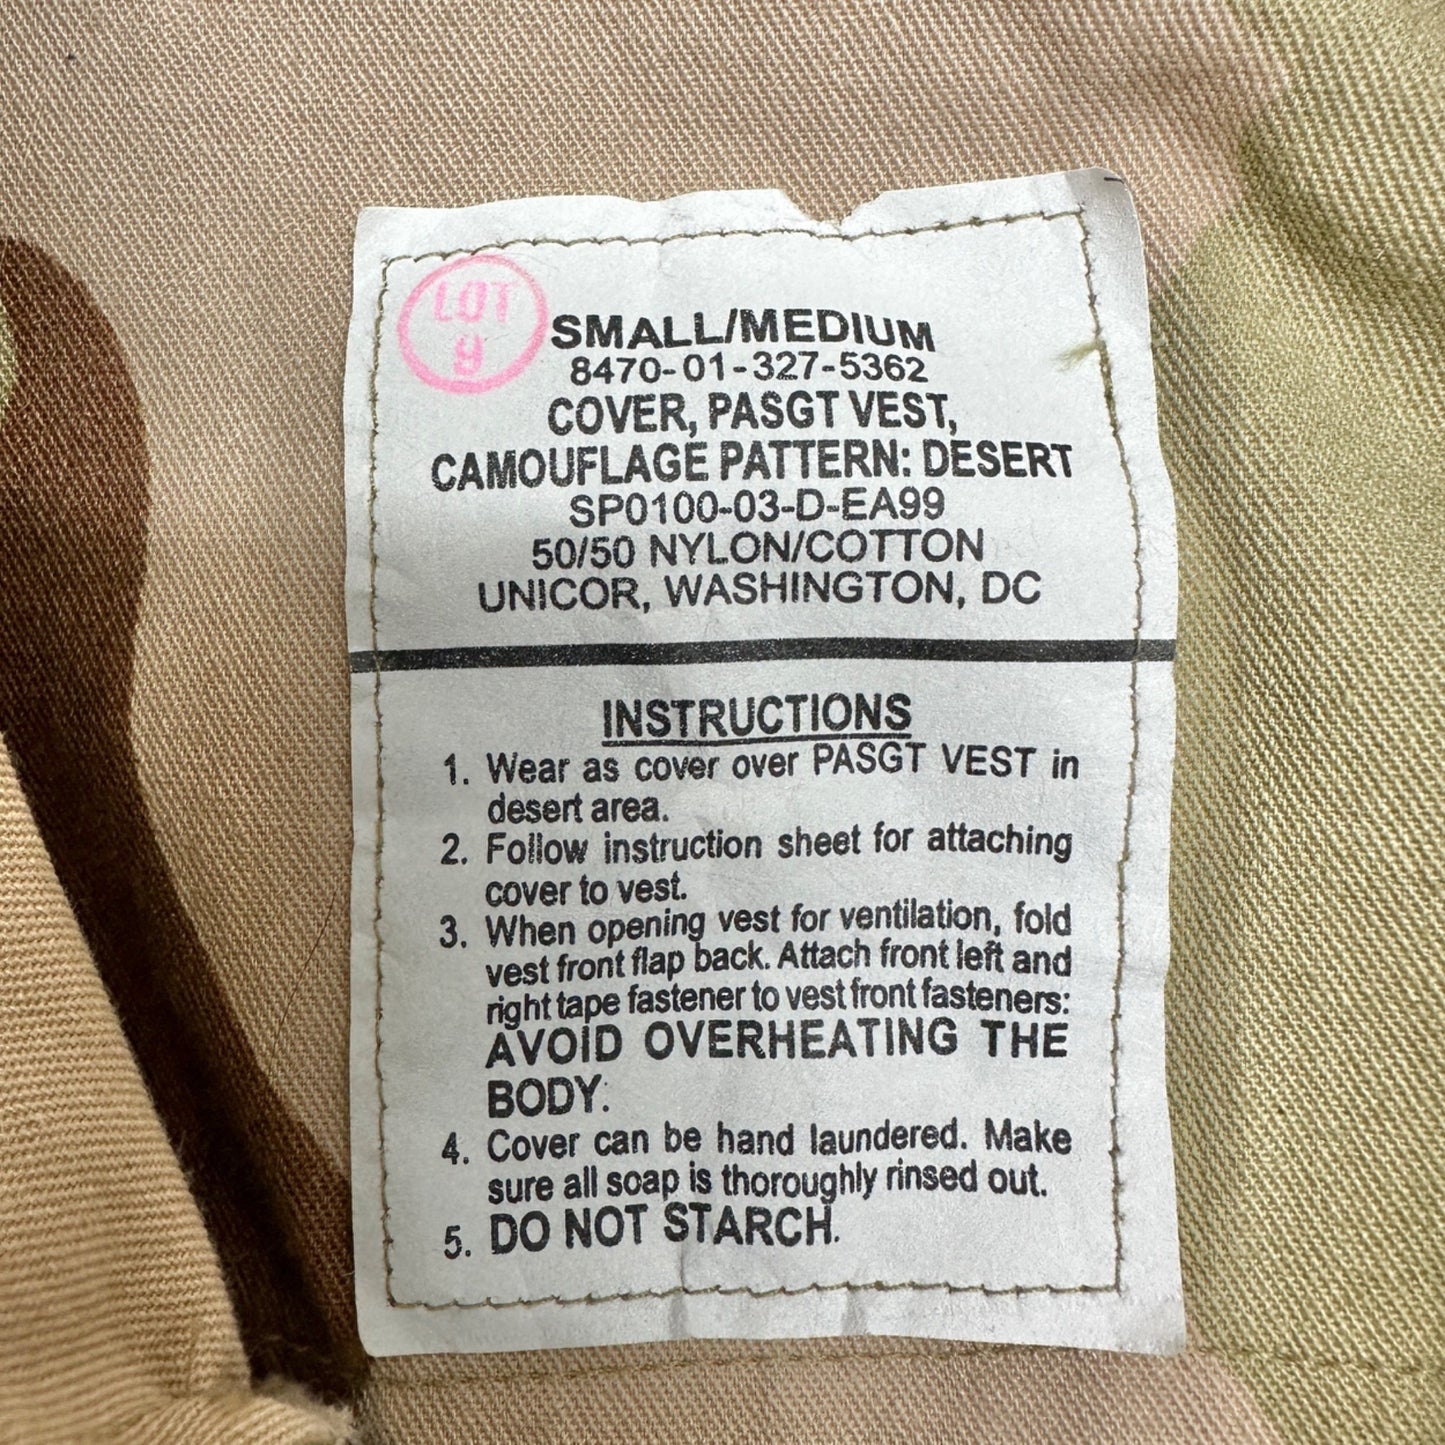 LOT
9
SMALL/MEDIUM
8470-01-327-5362
COVER, PASGT VEST,
CAMOUFLAGE PATTERN: DESERT
SP0100-03-D-EA99
50/50 NYLON/COTTON
UNICOR, WASHINGTON, DC
INSTRUCTIONS
1. Wear as cover over PASGT VEST in
desert area.
2. Follow instruction sheet for attaching
cover to vest.
3. When opening vest for ventilation, fold
vest front flap back. Attach front left and
right tape fastener to vest front fasteners:
AVOID OVERHEATING THE
BODY.
4. Cover can be hand laundered. Make
sure all soap is thoroughly rinsed out.
5. DO NOT STARCH.